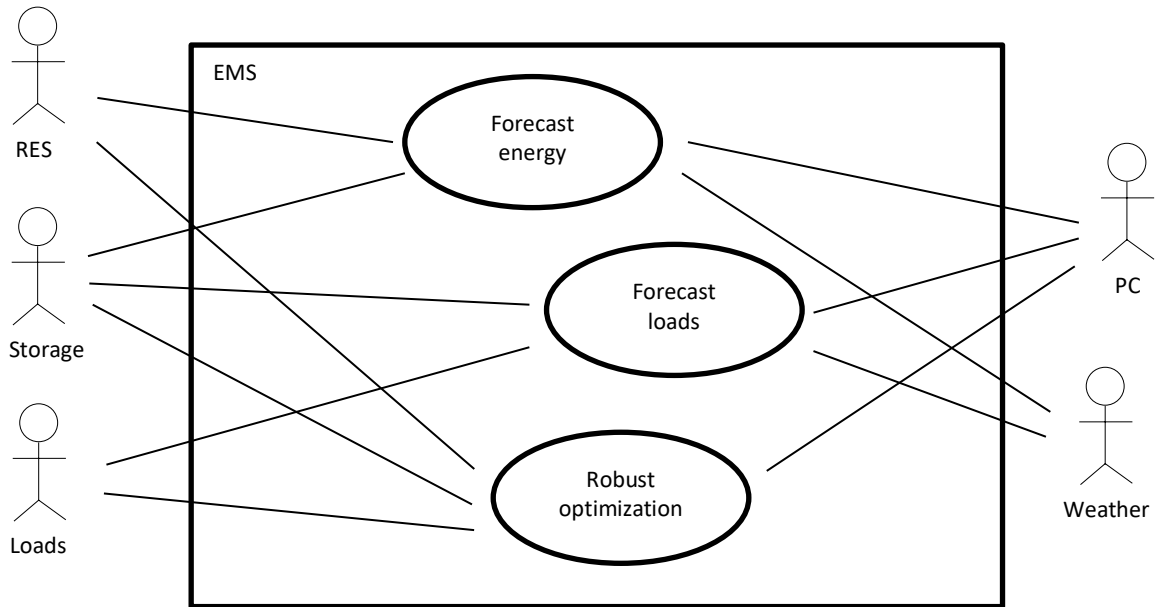 EMS
Forecast
energy
RES
Forecast
loads
PC
Storage
Robust
optimization
Weather
Loads